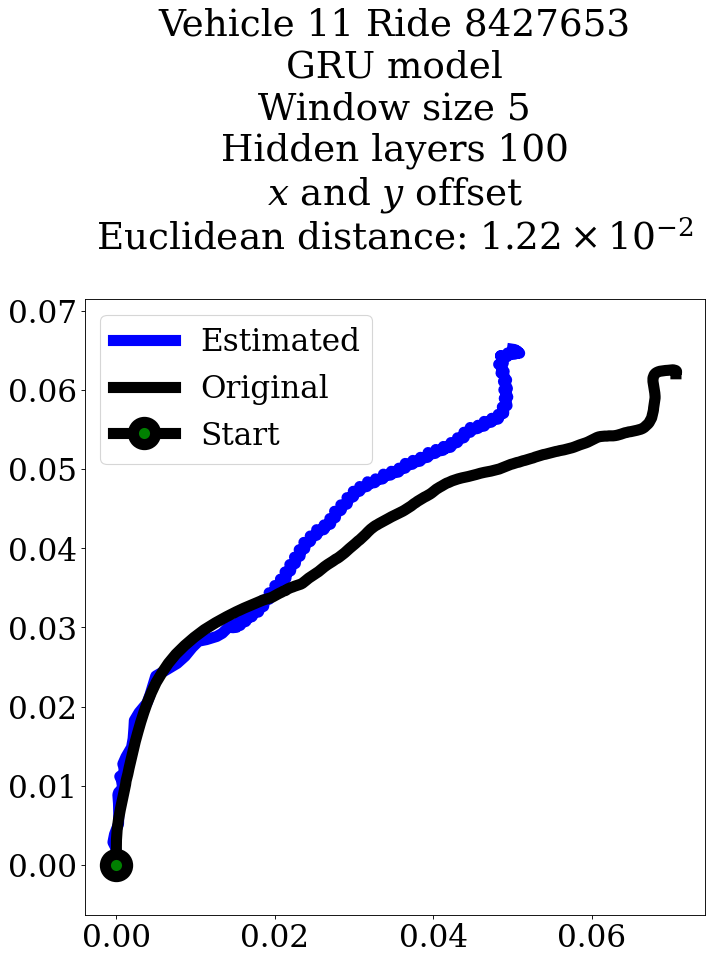 Vehicle 11 Ride 8427653
GRU model
Window size 5
Hidden layers 100
x and y offset
Euclidean distance: 1.22 × 10⁻²
0.07
0.06
0.05
0.04
0.03
0.02
0.01
0.00
Estimated
Original
Start
0.00 0.02 0.04 0.06